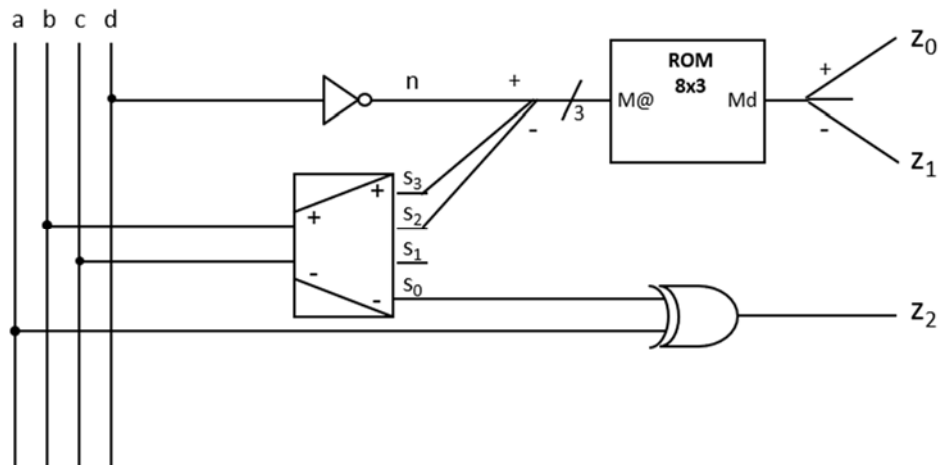 a b c d
n
+
-
3
ROM
8x3
M@ Md
+
-
z0
z1
s3
s2
s1
s0
+
+
-
-
z2